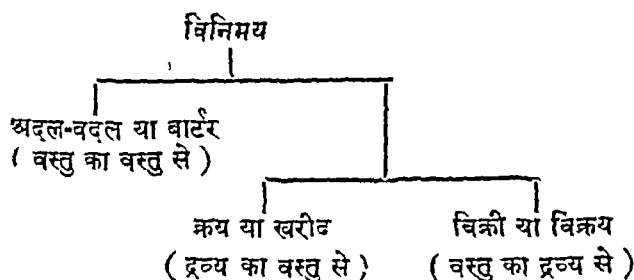 विनिमय
अदल-बदल या बार्टर
( वस्तु का वस्तु से )
क्रय या खरीद
( द्रव्य का वस्तु से )
विक्री या विक्रय
( वस्तु का द्रव्य से )